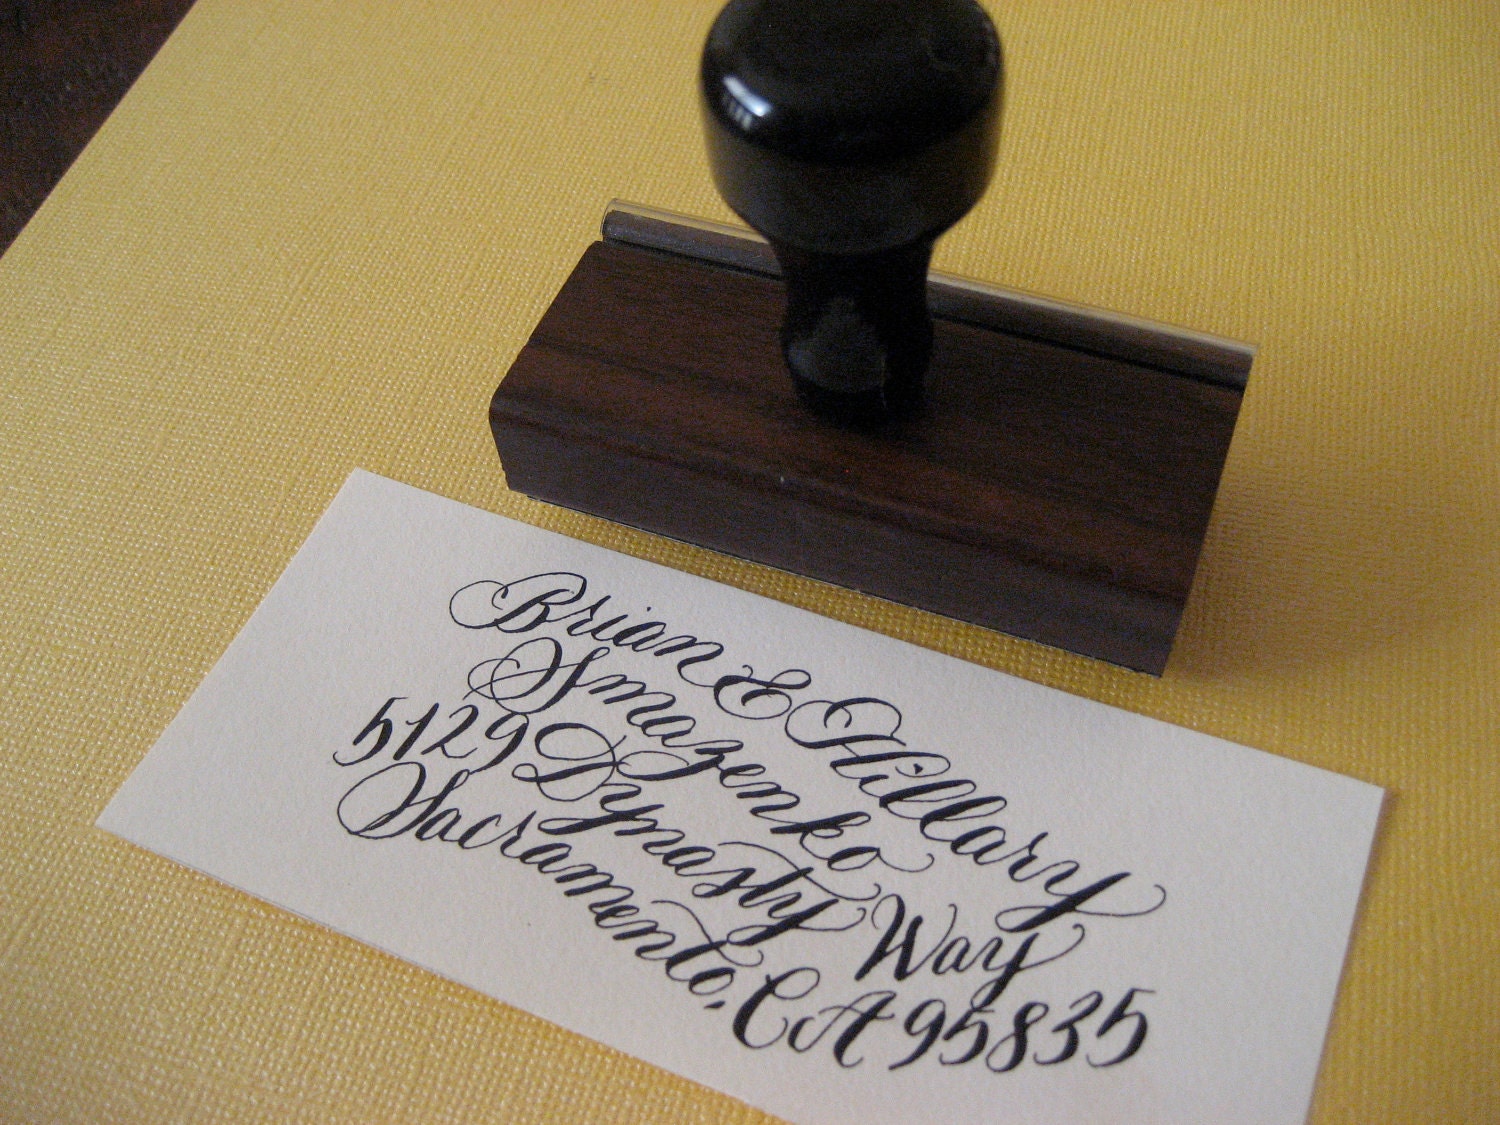 Brian & Hillary
Smazenko
5129 Dynasty Way
Sacramento, CA 95835